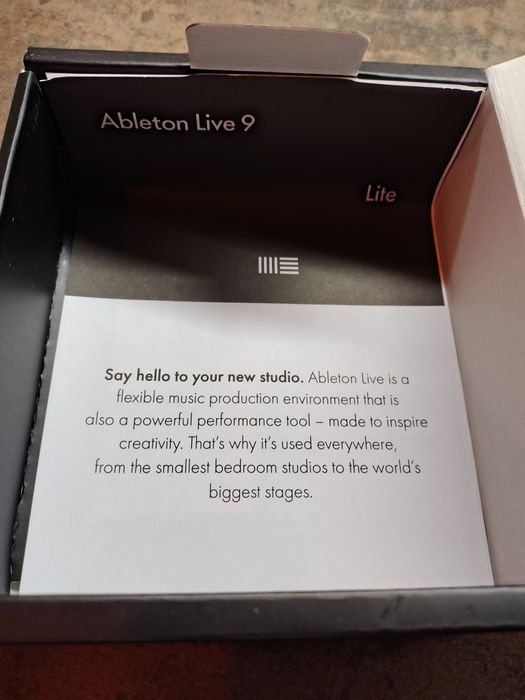 Ableton Live 9
Lite
Say hello to your new studio. Ableton Live is a
flexible music production environment that is
also a powerful performance tool – made to inspire
creativity. That's why it's used everywhere,
from the smallest bedroom studios to the world's
biggest stages.